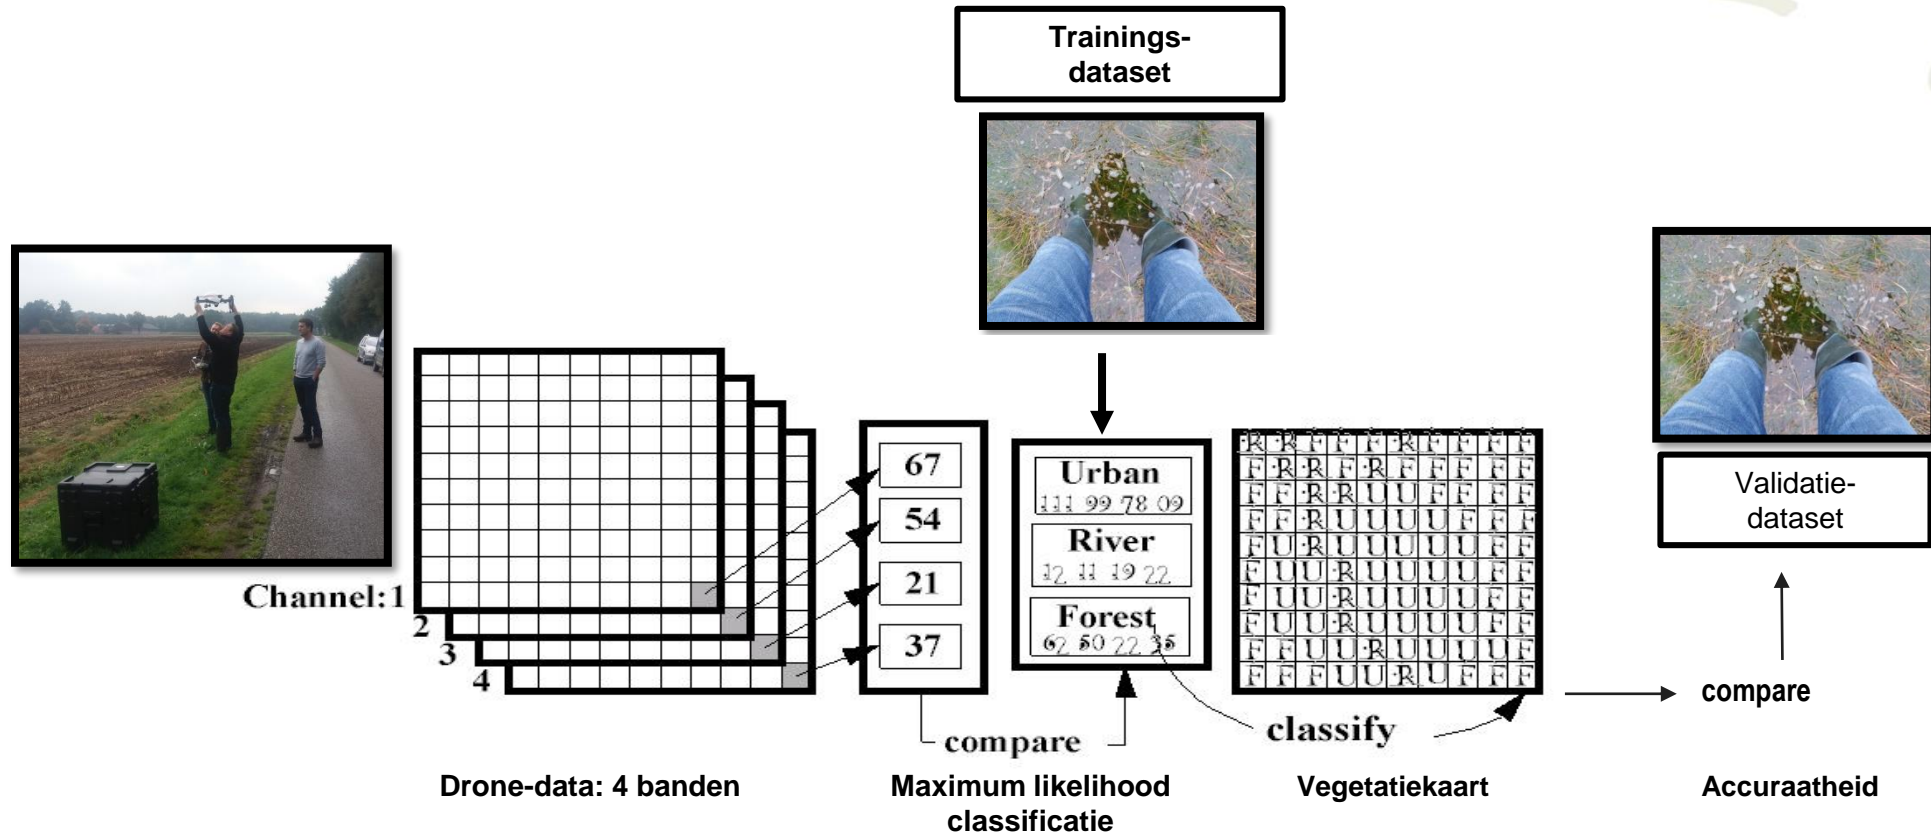 Trainings-
dataset
Channel:1
2
3
4
67
54
21
37
Urban
111 99 78 09
River
12 11 19 22
Forest
62 50 22 35
R R F F F R F F F F
F R R F R F F F F F
F F R R U U F F F F
F F R U U U U F F F
F U R U U U U U F F
F U U R U U U U F F
F U U R U U U U F F
F U U R U U U U F F
F F U U R U U U U F
F F F U U R U F F F
compare
classify
compare
Validatie-
dataset
Drone-data: 4 banden
Maximum likelihood
classificatie
Vegetatiekaart
Accuraatheid